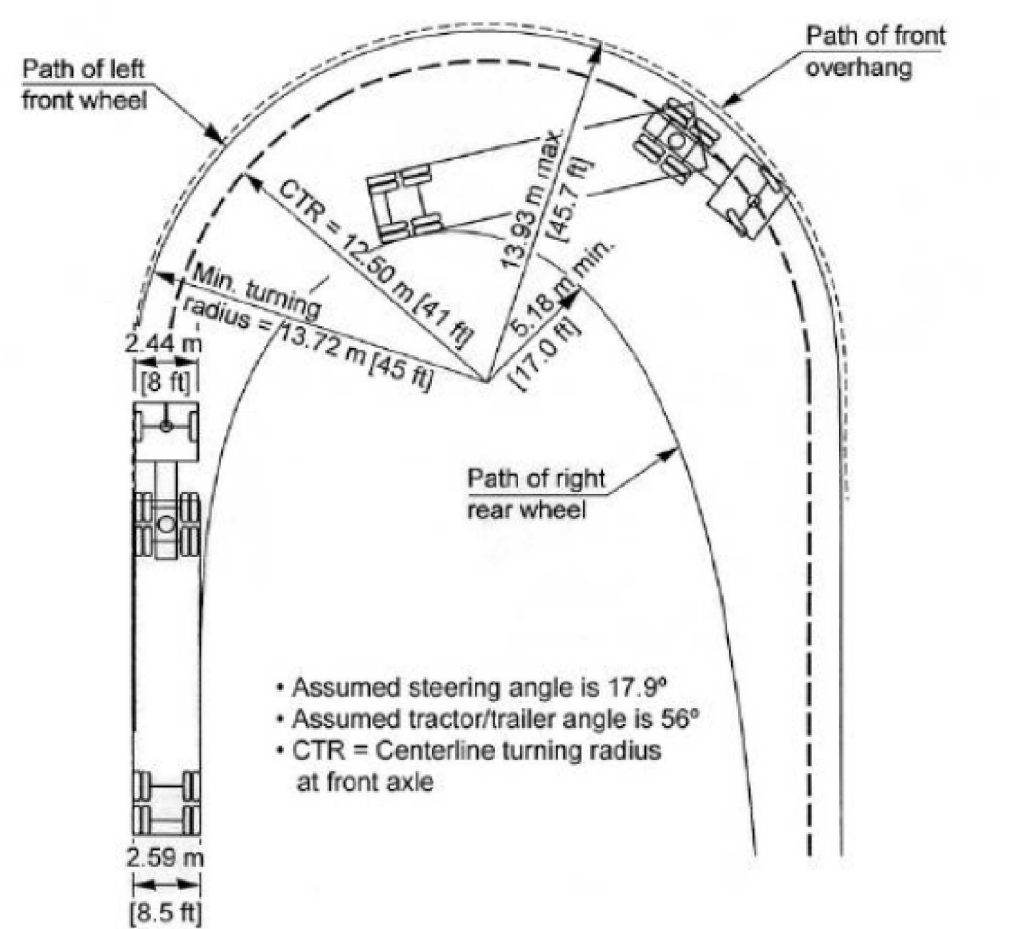 Path of left
front wheel
Path of front
overhang
13.93 m max.
[45.7 ft]
CTR = 12.50 m [41 ft]
5.18 m min.
[17.0 ft]
Min. turning
radius = 13.72 m [45 ft]
2.44 m
[8 ft]
Path of right
rear wheel
• Assumed steering angle is 17.9º
• Assumed tractor/trailer angle is 56º
• CTR = Centerline turning radius
at front axle
2.59 m
[8.5 ft]